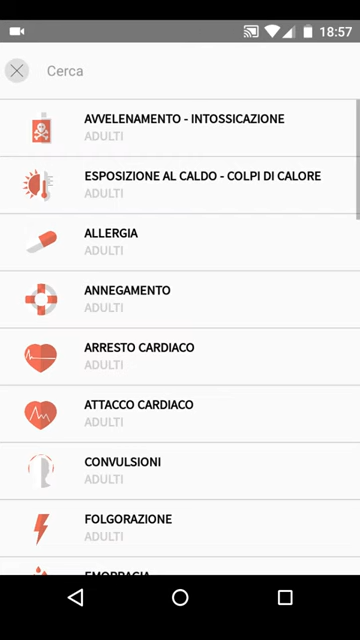 18:57
Cerca
AVVELENAMENTO - INTOSSICAZIONE
ADULTI
ESPOSIZIONE AL CALDO - COLPI DI CALORE
ADULTI
ALLERGIA
ADULTI
ANNEGAMENTO
ADULTI
ARRESTO CARDIACO
ADULTI
ATTACCO CARDIACO
ADULTI
CONVULSIONI
ADULTI
FOLGORAZIONE
ADULTI
EMORRAGIA